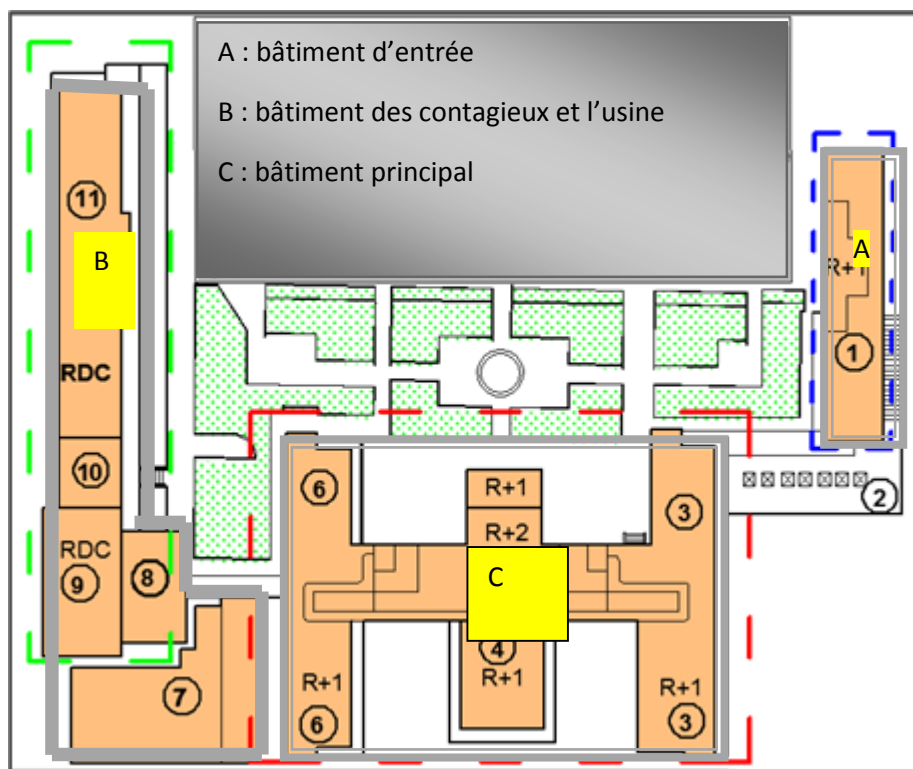 A : bâtiment d’entrée
B : bâtiment des contagieux et l’usine
C : bâtiment principal
11
B
A
R+1
1
RDC
10
6
R+1
3
2
R+2
RDC
9
8
C
4
R+1
7
R+1
6
R+1
3